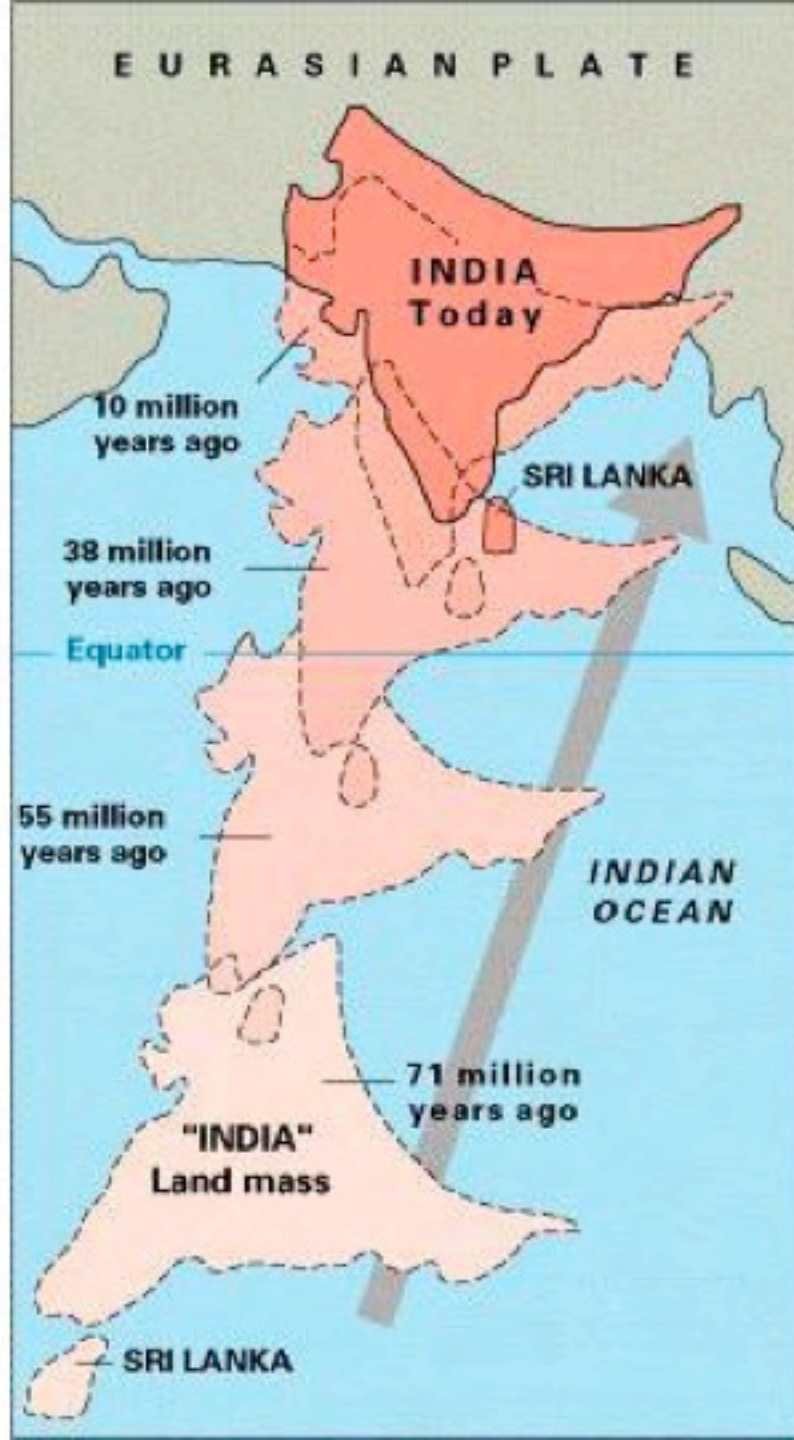 EURASIAN PLATE
INDIA
Today
10 million
years ago
SRI LANKA
38 million
years ago
Equator
55 million
years ago
INDIAN
OCEAN
71 million
years ago
"INDIA"
Land mass
SRI LANKA